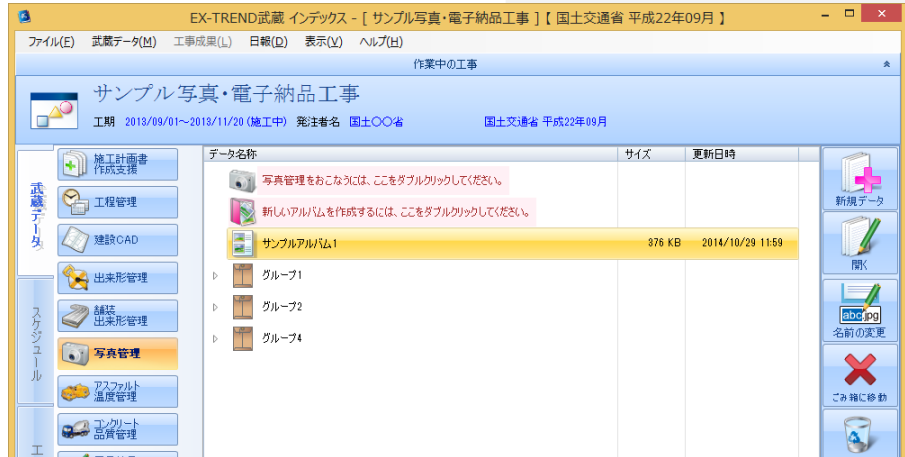 EX-TREND武蔵 インデックス - [ サンプル写真・電子納品工事 ] 【 国土交通省 平成22年09月 】
ファイル(F) 武蔵データ(M) 工事成果(L) 日報(D) 表示(V) ヘルプ(H)
作業中の工事
サンプル写真・電子納品工事
工期 2013/09/01～2013/11/20 (施工中) 発注者名 国土〇〇省 国土交通省 平成22年09月
武蔵データ
スケジュール
工
施工計画書
作成支援
工程管理
建設CAD
出来形管理
舗装
出来形管理
写真管理
アスファルト
温度管理
コンクリート
品質管理
データ名称 サイズ 更新日時
写真管理をおこなうには、ここをダブルクリックしてください。
新しいアルバムを作成するには、ここをダブルクリックしてください。
サンプルアルバム1 376 KB 2014/10/29 11:59
グループ1
グループ2
グループ4
新規データ
開く
abc.jpg
名前の変更
ごみ箱に移動